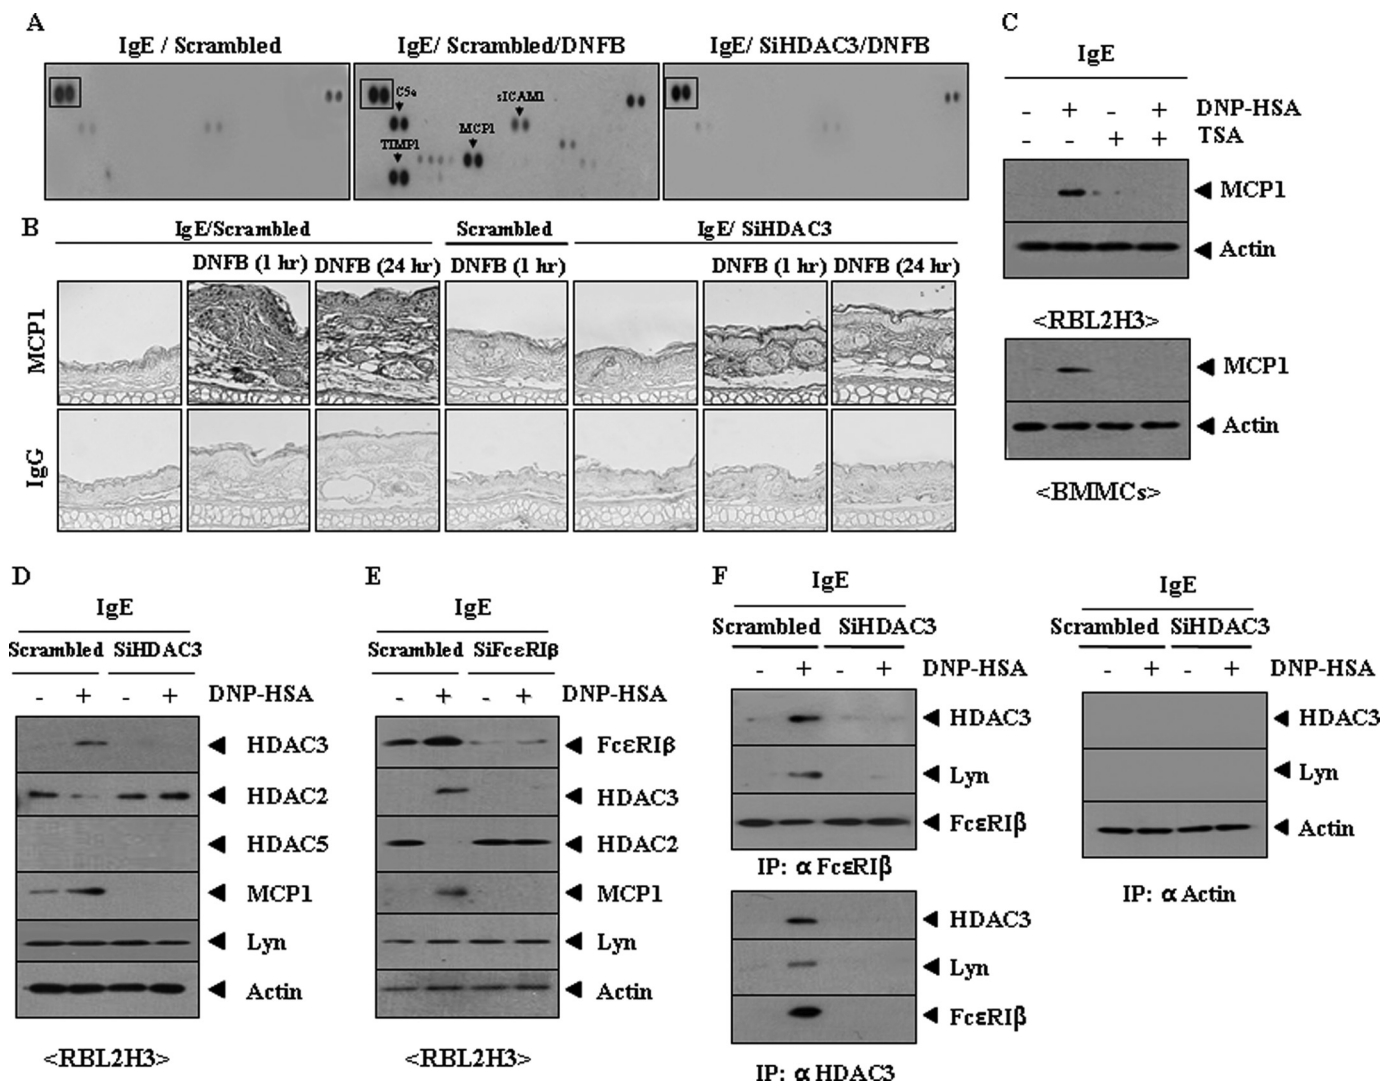 A
IgE / Scrambled
IgE/ Scrambled/DNFB
IgE/ SiHDAC3/DNFB
C5a
sICAM1
MCP1
TIMP1
B
IgE/Scrambled
Scrambled
IgE/ SiHDAC3
DNFB (1 hr)
DNFB (24 hr)
DNFB (1 hr)
DNFB (1 hr)
DNFB (24 hr)
MCP1
IgG
C
IgE
- + - + DNP-HSA
- - + + TSA
MCP1
Actin
<RBL2H3>
MCP1
Actin
<BMMCs>
D
IgE
Scrambled SiHDAC3
- + - + DNP-HSA
HDAC3
HDAC2
HDAC5
MCP1
Lyn
Actin
<RBL2H3>
E
IgE
Scrambled SiFcεRIβ
- + - + DNP-HSA
FcεRIβ
HDAC3
HDAC2
MCP1
Lyn
Actin
<RBL2H3>
F
IgE
Scrambled SiHDAC3
- + - + DNP-HSA
HDAC3
Lyn
FcεRIβ
IP: α FcεRIβ
HDAC3
Lyn
FcεRIβ
IP: α HDAC3
IgE
Scrambled SiHDAC3
- + - + DNP-HSA
HDAC3
Lyn
Actin
IP: α Actin